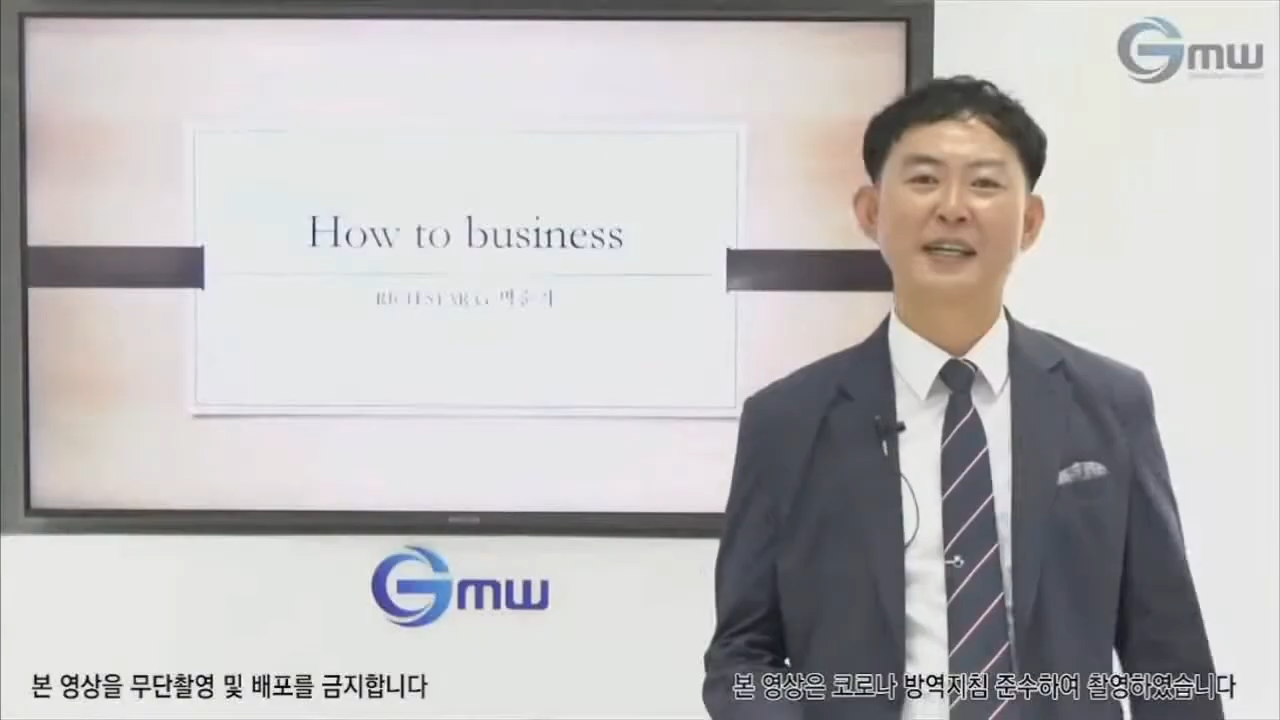 Gmw
How to business
RICH STAR G
Gmw
본 영상을 무단촬영 및 배포를 금지합니다
본 영상은 코로나 방역지침 준수하여 촬영하였습니다